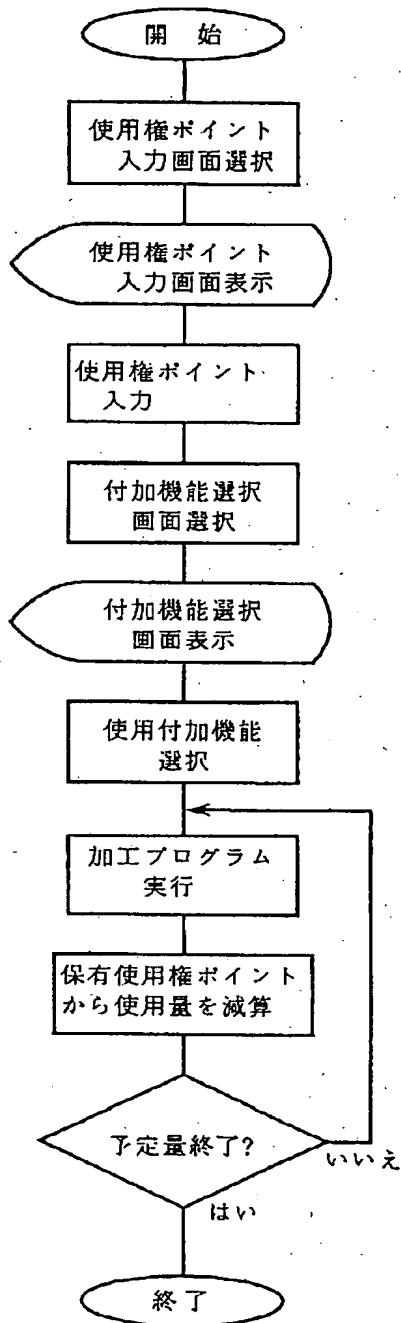 開 始
使用権ポイント
入力画面選択
使用権ポイント
入力画面表示
使用権ポイント
入力
付加機能選択
画面選択
付加機能選択
画面表示
使用付加機能
選択
加工プログラム
実行
保有使用権ポイント
から使用量を減算
予定量終了?
いいえ
はい
終了